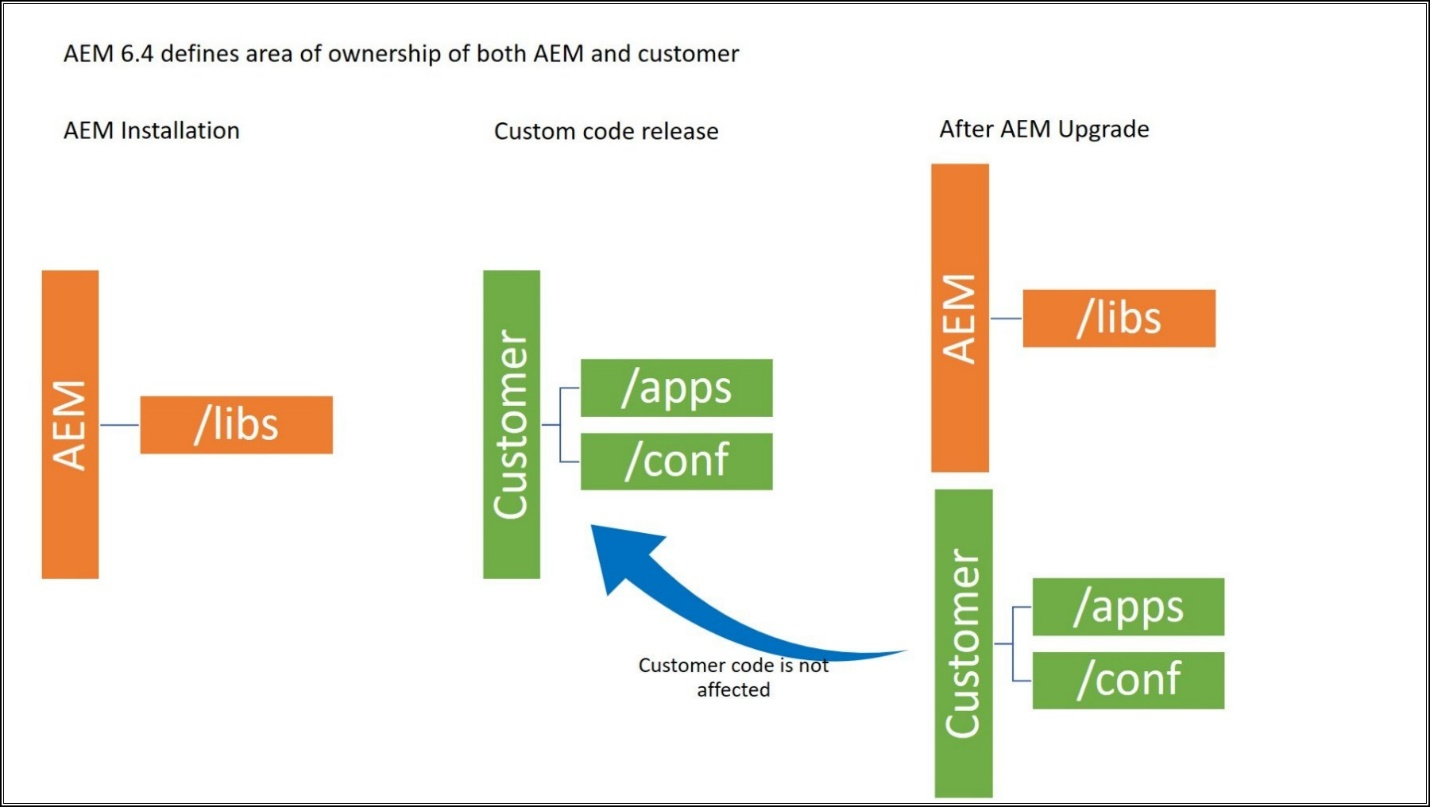 AEM 6.4 defines area of ownership of both AEM and customer
AEM Installation
AEM
/libs
Custom code release
Customer
/apps
/conf
Customer code is not
affected
After AEM Upgrade
AEM
/libs
Customer
/apps
/conf